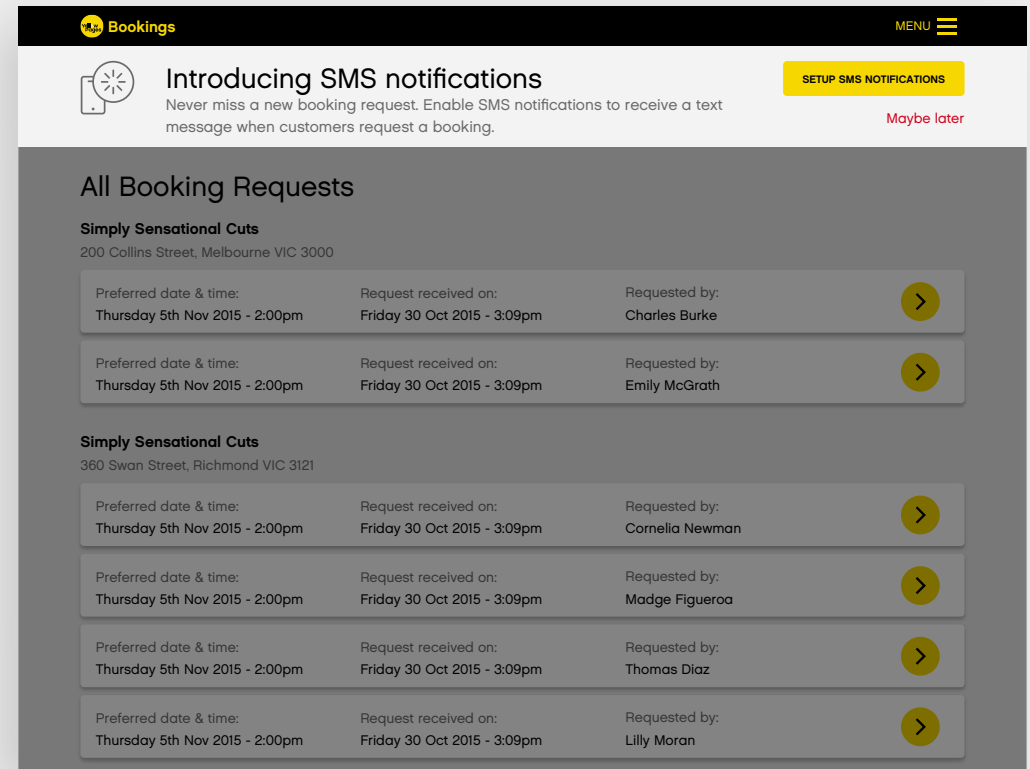 Bookings
MENU
Introducing SMS notifications
Never miss a new booking request. Enable SMS notifications to receive a text
message when customers request a booking.
SETUP SMS NOTIFICATIONS
Maybe later
All Booking Requests
Simply Sensational Cuts
200 Collins Street, Melbourne VIC 3000
Preferred date & time: Request received on: Requested by:
Thursday 5th Nov 2015 - 2:00pm Friday 30 Oct 2015 - 3:09pm Charles Burke
Preferred date & time: Request received on: Requested by:
Thursday 5th Nov 2015 - 2:00pm Friday 30 Oct 2015 - 3:09pm Emily McGrath
Simply Sensational Cuts
360 Swan Street, Richmond VIC 3121
Preferred date & time: Request received on: Requested by:
Thursday 5th Nov 2015 - 2:00pm Friday 30 Oct 2015 - 3:09pm Cornelia Newman
Preferred date & time: Request received on: Requested by:
Thursday 5th Nov 2015 - 2:00pm Friday 30 Oct 2015 - 3:09pm Madge Figueroa
Preferred date & time: Request received on: Requested by:
Thursday 5th Nov 2015 - 2:00pm Friday 30 Oct 2015 - 3:09pm Thomas Diaz
Preferred date & time: Request received on: Requested by:
Thursday 5th Nov 2015 - 2:00pm Friday 30 Oct 2015 - 3:09pm Lilly Moran